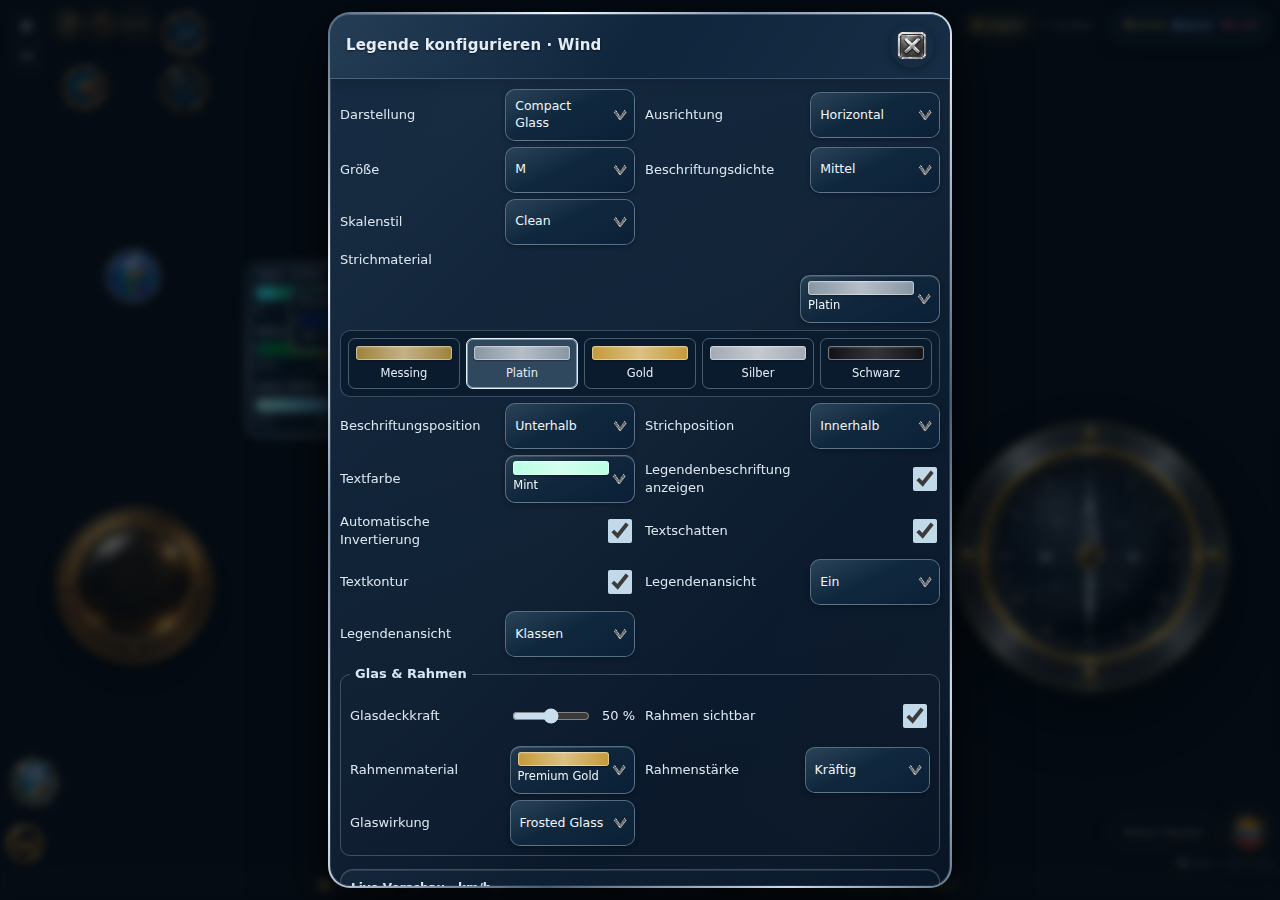 Legende konfigurieren · Wind
Darstellung
Compact
Glass
Ausrichtung
Horizontal
Größe
M
Beschriftungsdichte
Mittel
Skalenstil
Clean
Strichmaterial
Platin
Messing
Platin
Gold
Silber
Schwarz
Beschriftungsposition
Unterhalb
Strichposition
Innerhalb
Textfarbe
Mint
Legendenbeschriftung
anzeigen
Automatische
Invertierung
Textschatten
Textkontur
Legendenansicht
Ein
Legendenansicht
Klassen
Glas & Rahmen
Glasdeckkraft
50 %
Rahmen sichtbar
Rahmenmaterial
Premium Gold
Rahmenstärke
Kräftig
Glaswirkung
Frosted Glass